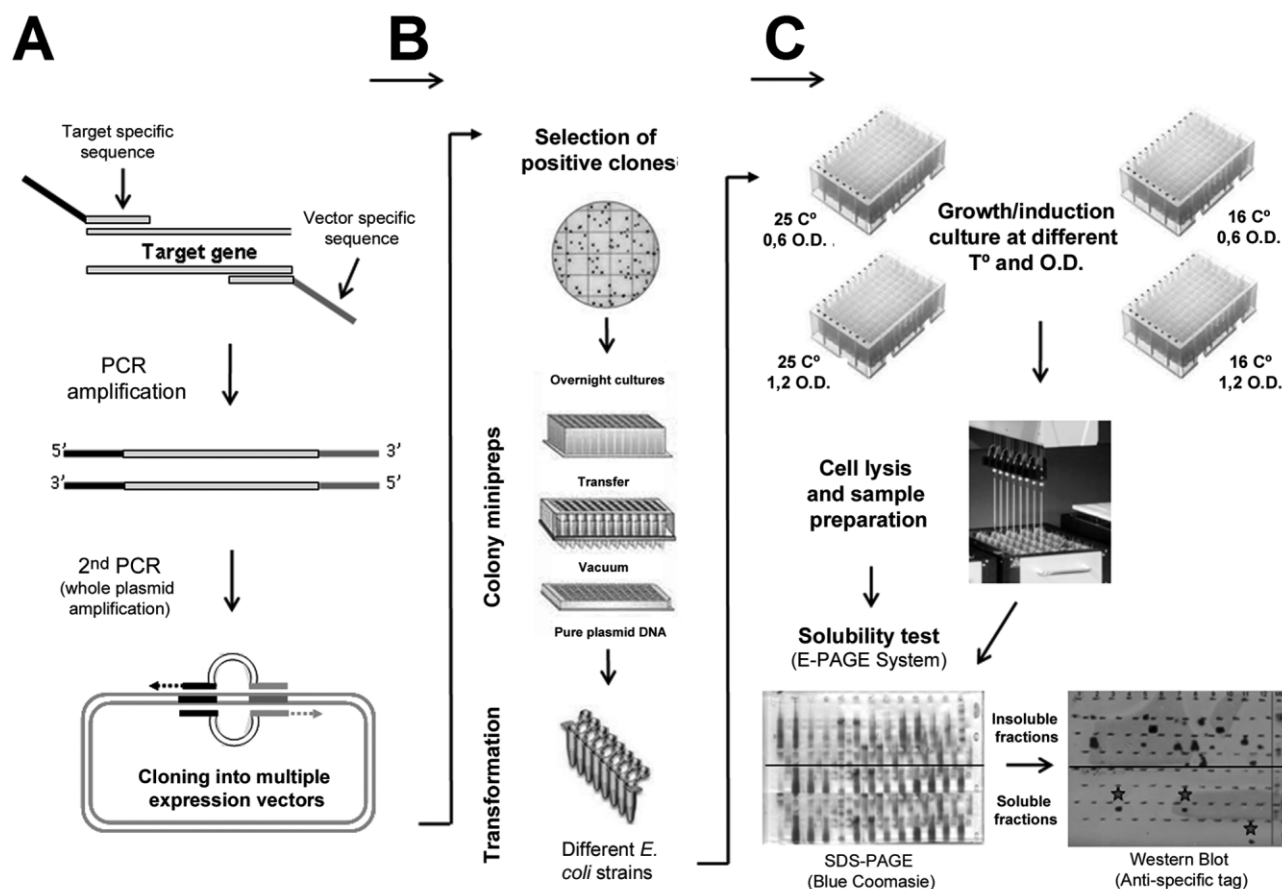 A
Target specific
sequence
Vector specific
sequence
Target gene
PCR
amplification
5’
3’
3’
5’
2nd PCR
(whole plasmid
amplification)
Cloning into multiple
expression vectors
B
Selection of
positive clones
Colony minipreps
Overnight cultures
Transfer
Vacuum
Pure plasmid DNA
Transformation
Different E.
coli strains
C
25 Cº
0,6 O.D.
Growth/induction
culture at different
Tº and O.D.
16 Cº
0,6 O.D.
25 Cº
1,2 O.D.
16 Cº
1,2 O.D.
Cell lysis
and sample
preparation
Solubility test
(E-PAGE System)
Insoluble
fractions
Soluble
fractions
SDS-PAGE
(Blue Coomasie)
Western Blot
(Anti-specific tag)